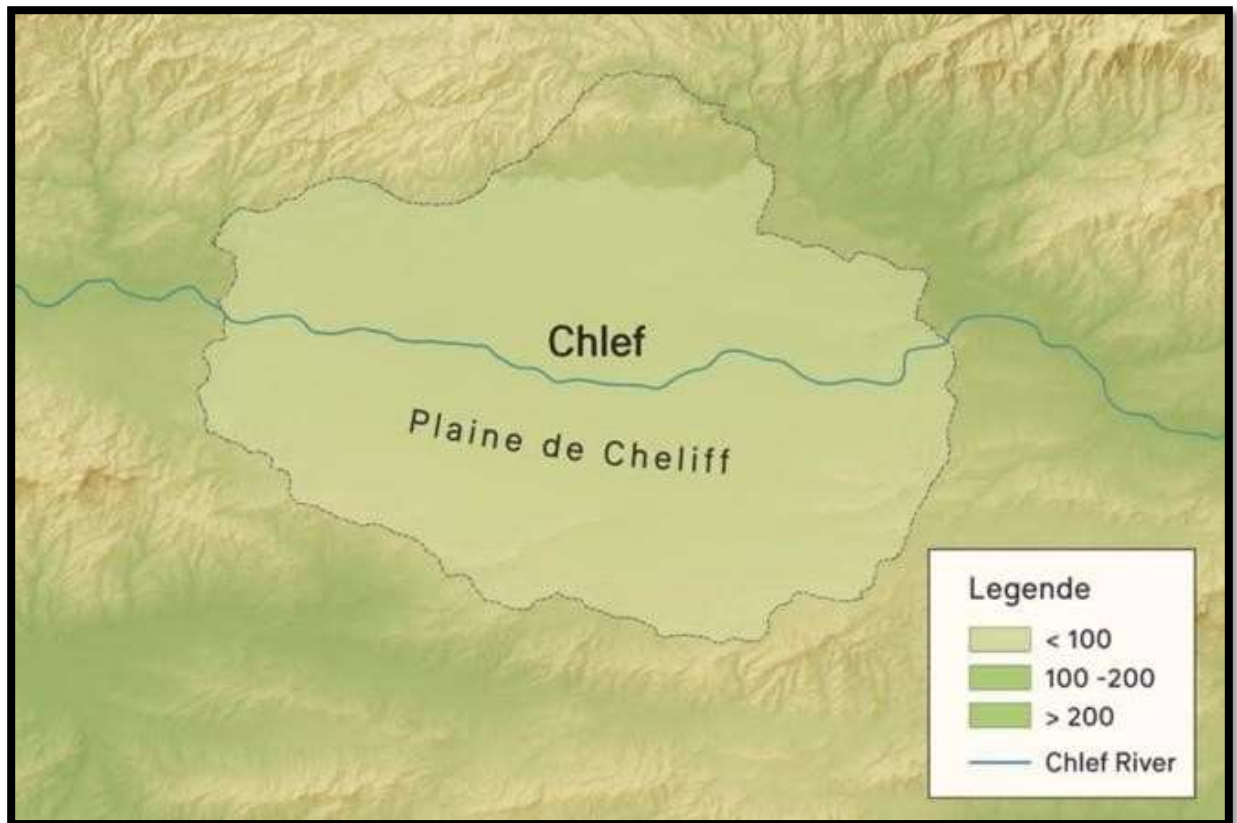 Chlef
Plaine de Cheliff
Legende
< 100
100 -200
> 200
Chlef River